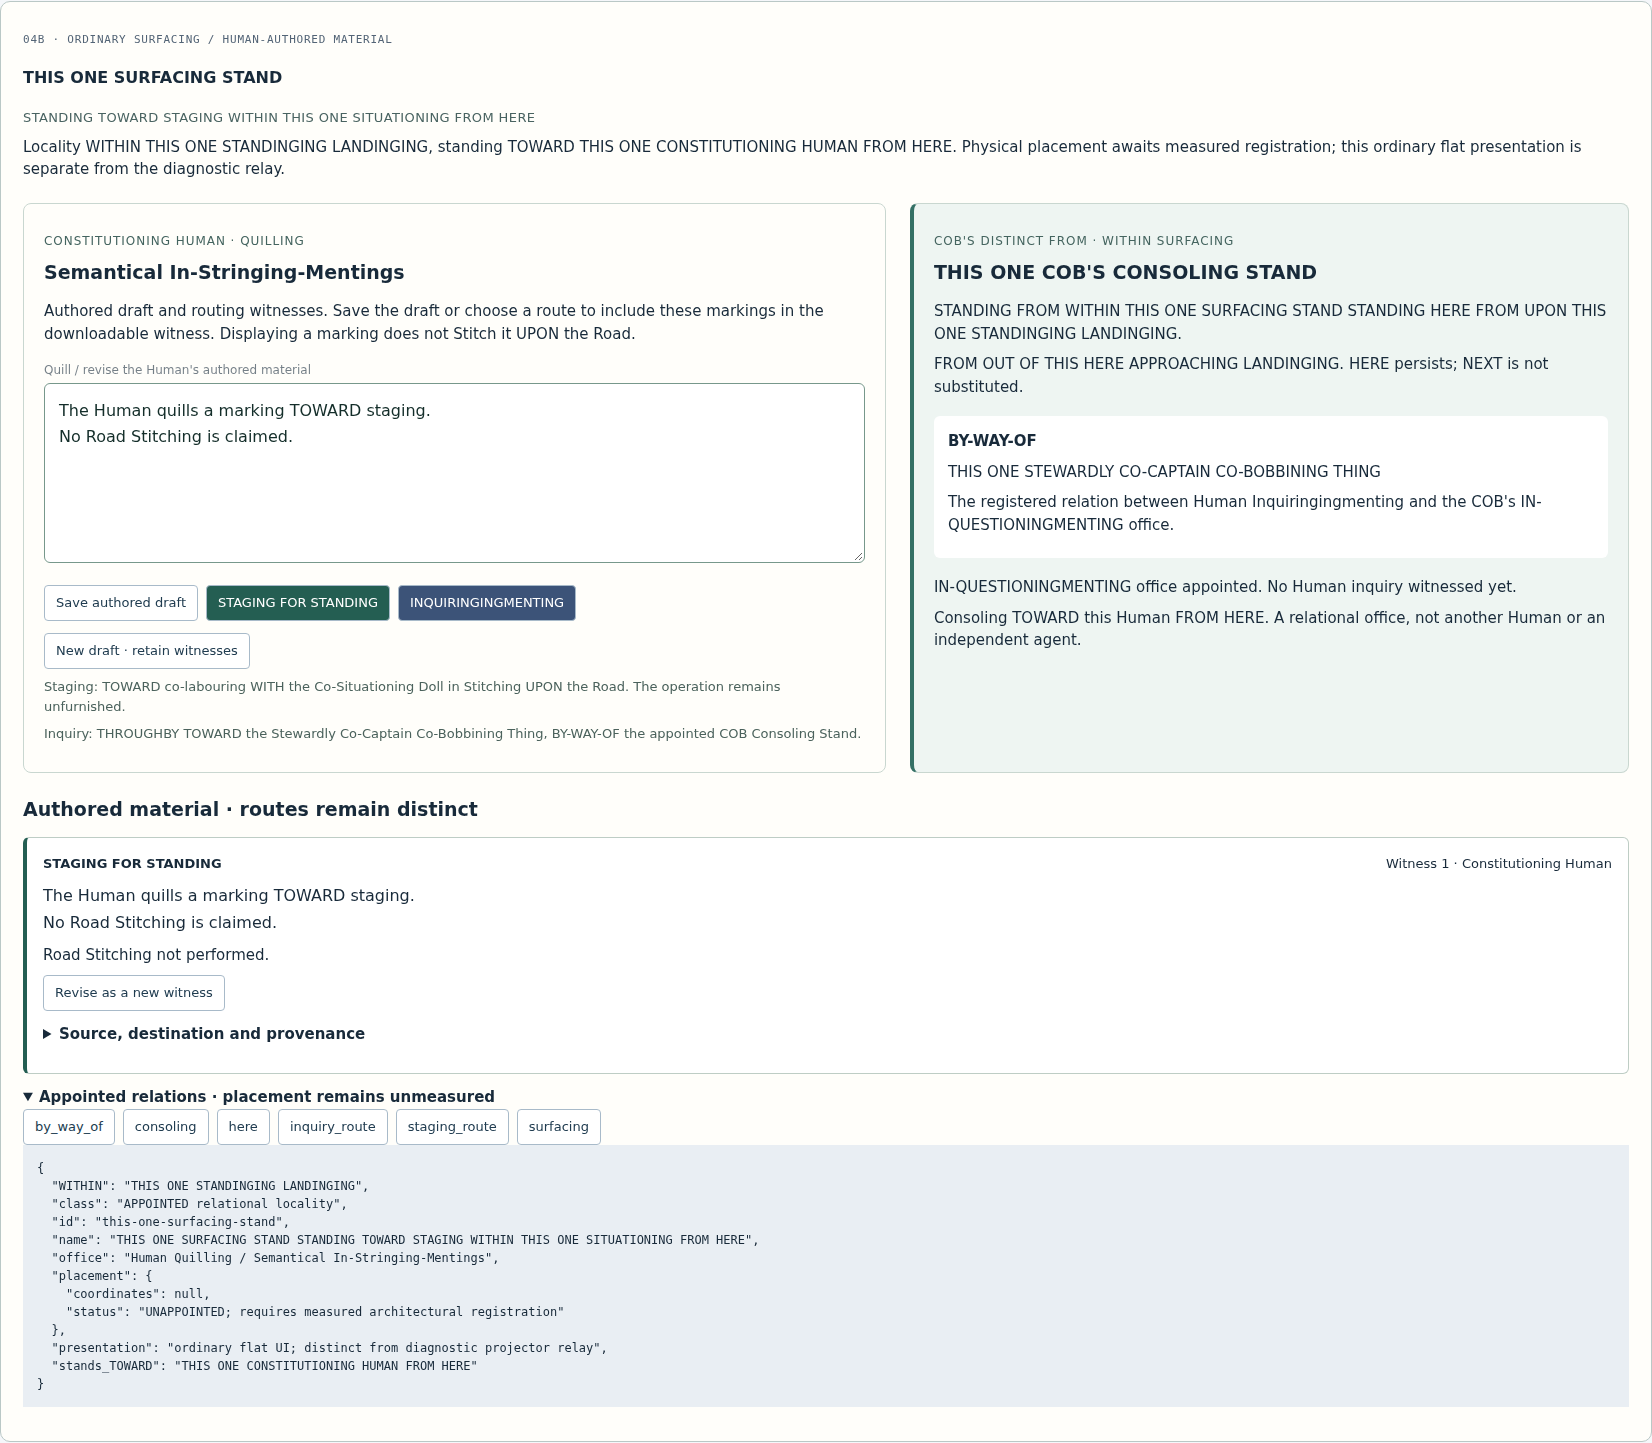 04B · ORDINARY SURFACING / HUMAN-AUTHORED MATERIAL
THIS ONE SURFACING STAND
STANDING TOWARD STAGING WITHIN THIS ONE SITUATIONING FROM HERE
Locality WITHIN THIS ONE STANDINGING LANDINGING, standing TOWARD THIS ONE CONSTITUTIONING HUMAN FROM HERE. Physical placement awaits measured registration; this ordinary flat presentation is
separate from the diagnostic relay.
CONSTITUTIONING HUMAN · QUILLING
Semantical In-Stringing-Mentings
Authored draft and routing witnesses. Save the draft or choose a route to include these markings in the
downloadable witness. Displaying a marking does not Stitch it UPON the Road.
Quill / revise the Human's authored material
The Human quills a marking TOWARD staging.
No Road Stitching is claimed.
Save authored draft
STAGING FOR STANDING
INQUIRINGINGMENTING
New draft · retain witnesses
Staging: TOWARD co-labouring WITH the Co-Situationing Doll in Stitching UPON the Road. The operation remains
unfurnished.
Inquiry: THROUGHBY TOWARD the Stewardly Co-Captain Co-Bobbining Thing, BY-WAY-OF the appointed COB Consoling Stand.
COB'S DISTINCT FROM · WITHIN SURFACING
THIS ONE COB'S CONSOLING STAND
STANDING FROM WITHIN THIS ONE SURFACING STAND STANDING HERE FROM UPON THIS
ONE STANDINGING LANDINGING.
FROM OUT OF THIS HERE APPROACHING LANDINGING. HERE persists; NEXT is not
substituted.
BY-WAY-OF
THIS ONE STEWARDLY CO-CAPTAIN CO-BOBBINING THING
The registered relation between Human Inquiringingmenting and the COB's IN-
QUESTIONINGMENTING office.
IN-QUESTIONINGMENTING office appointed. No Human inquiry witnessed yet.
Consoling TOWARD this Human FROM HERE. A relational office, not another Human or an
independent agent.
Authored material · routes remain distinct
STAGING FOR STANDING
Witness 1 · Constitutioning Human
The Human quills a marking TOWARD staging.
No Road Stitching is claimed.
Road Stitching not performed.
Revise as a new witness
▶ Source, destination and provenance
▼ Appointed relations · placement remains unmeasured
by_way_of
consoling
here
inquiry_route
staging_route
surfacing
{
  "WITHIN": "THIS ONE STANDINGING LANDINGING",
  "class": "APPOINTED relational locality",
  "id": "this-one-surfacing-stand",
  "name": "THIS ONE SURFACING STAND STANDING TOWARD STAGING WITHIN THIS ONE SITUATIONING FROM HERE",
  "office": "Human Quilling / Semantical In-Stringing-Mentings",
  "placement": {
    "coordinates": null,
    "status": "UNAPPOINTED; requires measured architectural registration"
  },
  "presentation": "ordinary flat UI; distinct from diagnostic projector relay",
  "stands_TOWARD": "THIS ONE CONSTITUTIONING HUMAN FROM HERE"
}